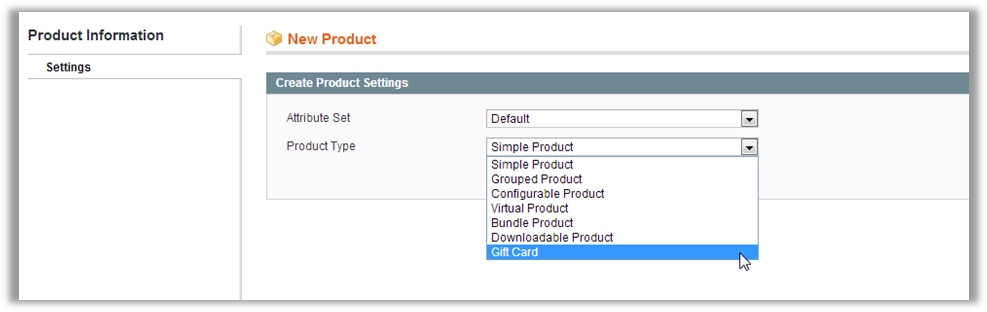 Product Information
Settings
New Product
Create Product Settings
Attribute Set Default
Product Type Simple Product
Simple Product
Grouped Product
Configurable Product
Virtual Product
Bundle Product
Downloadable Product
Gift Card